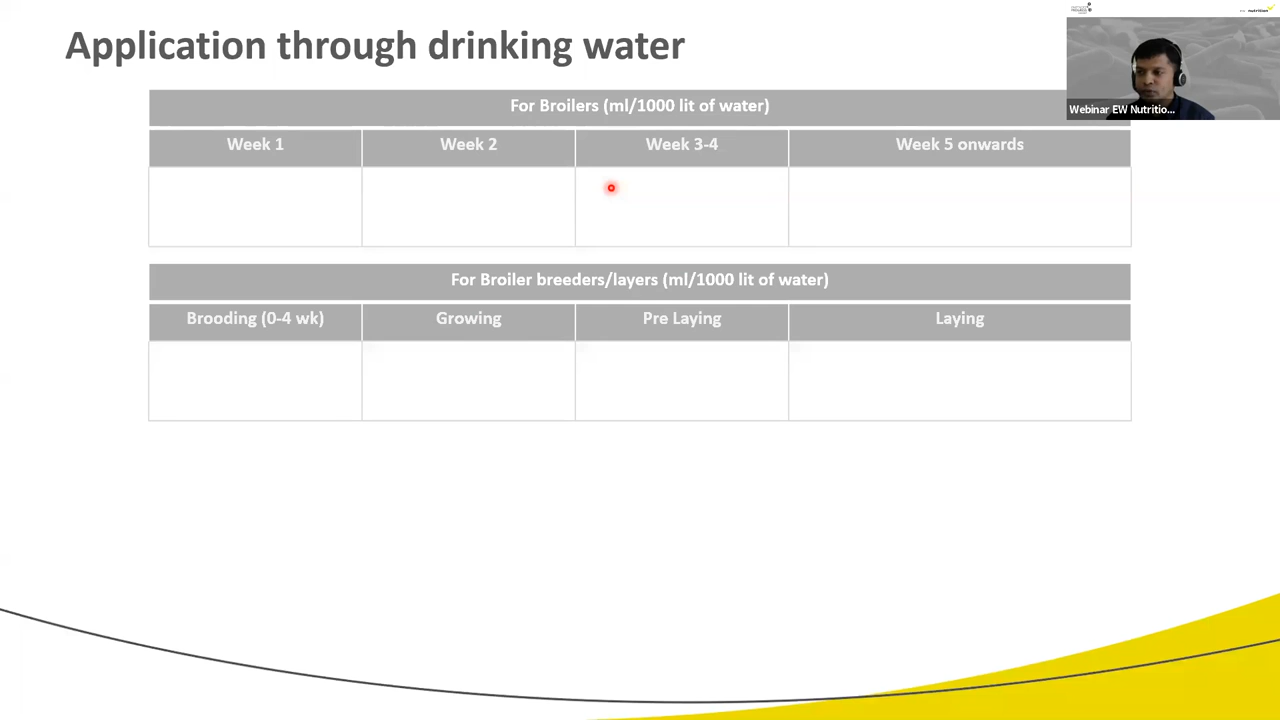 Application through drinking water
For Broilers (ml/1000 lit of water)
Week 1
Week 2
Week 3-4
Week 5 onwards
For Broiler breeders/layers (ml/1000 lit of water)
Brooding (0-4 wk)
Growing
Pre Laying
Laying
nutrition
Webinar EW Nutritio...